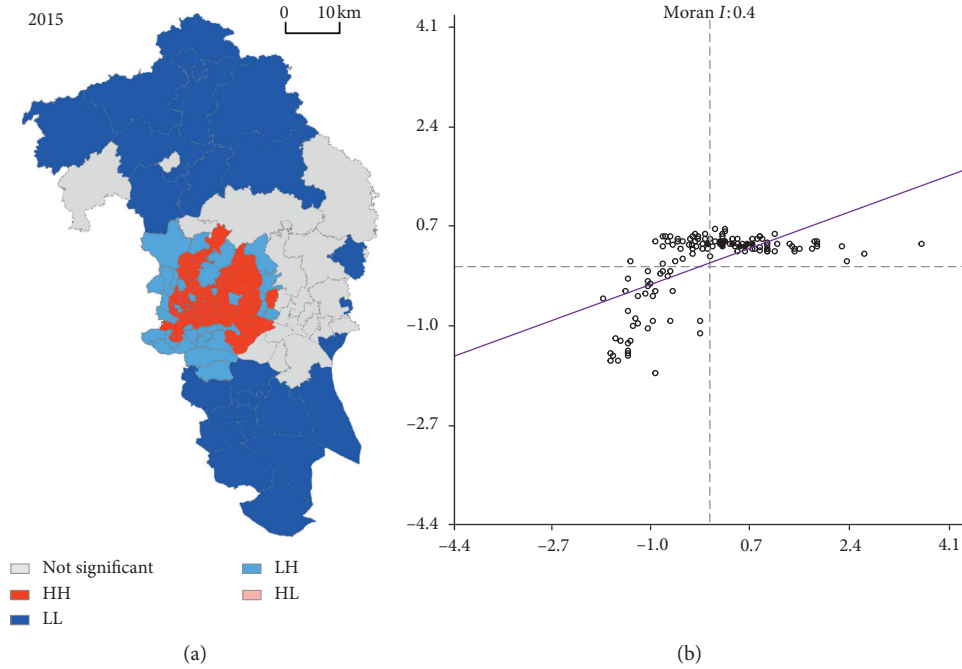 2015
0 10 km
Not significant
HH
LL
LH
HL
(a)
Moran I: 0.4
4.1
2.4
0.7
−1.0
−2.7
−4.4
−4.4 −2.7 −1.0 0.7 2.4 4.1
(b)